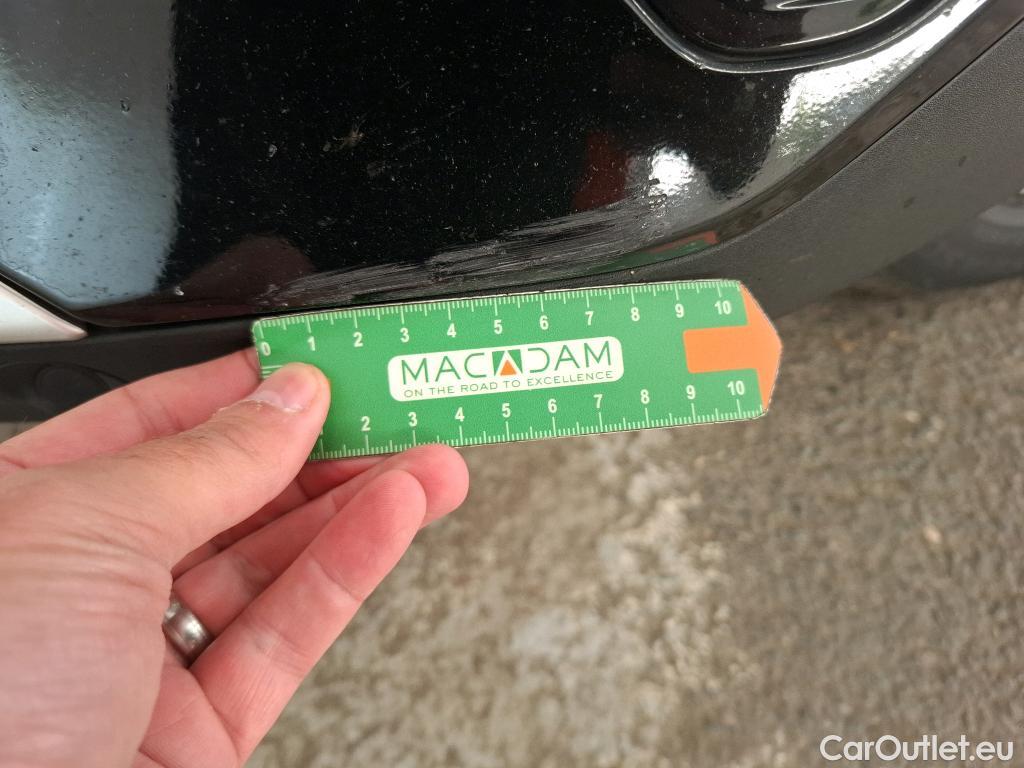 0 1 2 3 4 5 6 7 8 9 10
MACADAM
ON THE ROAD TO EXCELLENCE
2 3 4 5 6 7 8 9 10
CarOutlet.eu